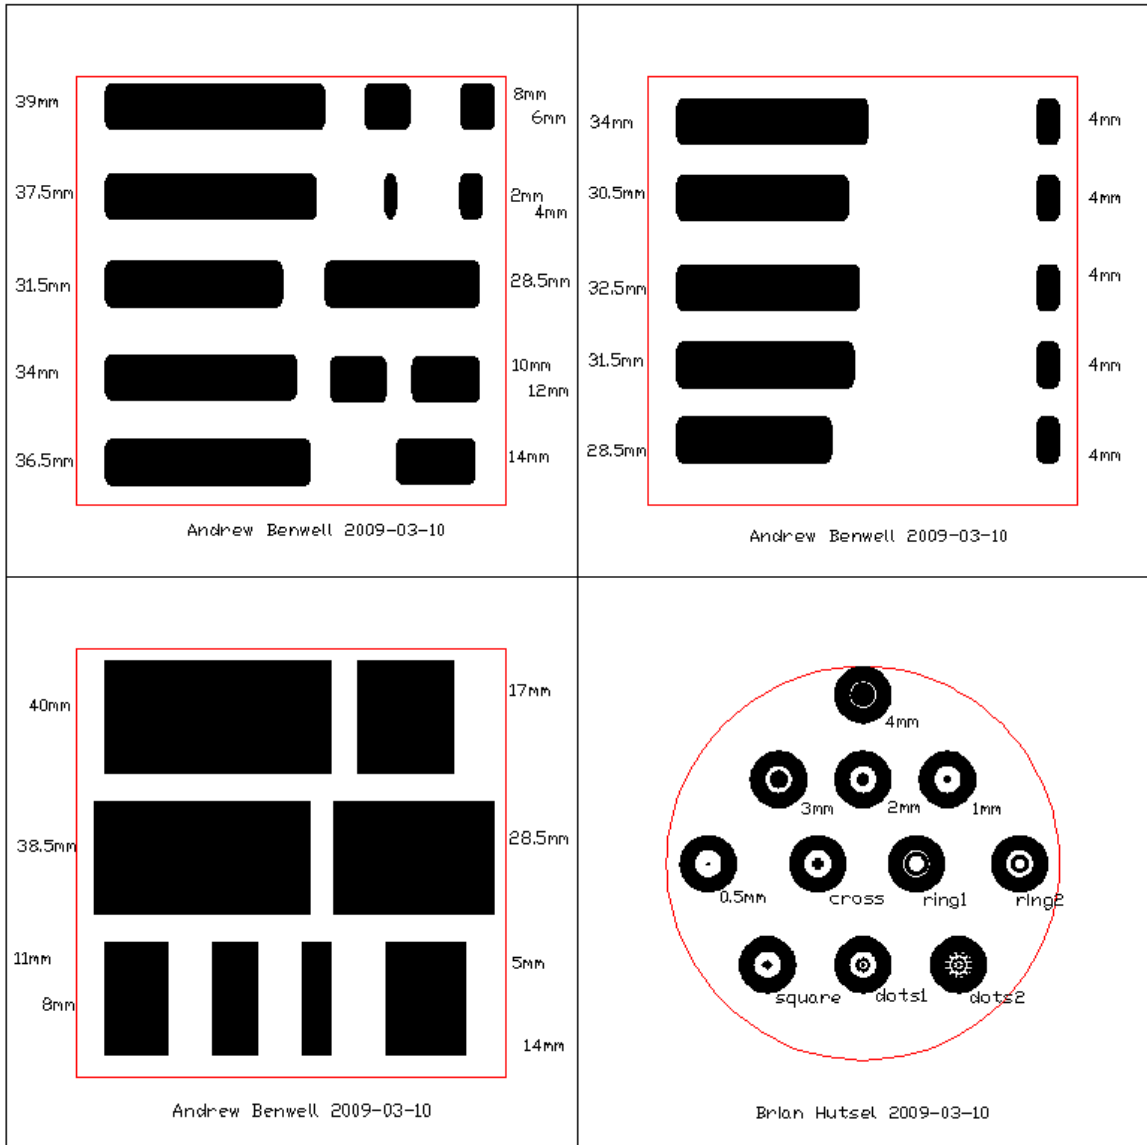 39mm
8mm
6mm
37.5mm
2mm
4mm
31.5mm
28.5mm
34mm
10mm
12mm
36.5mm
14mm
Andrew Benwell 2009-03-10
34mm
4mm
30.5mm
4mm
32.5mm
4mm
31.5mm
4mm
28.5mm
4mm
Andrew Benwell 2009-03-10
40mm
17mm
38.5mm
28.5mm
11mm
5mm
8mm
14mm
Andrew Benwell 2009-03-10
4mm
3mm
2mm
1mm
0.5mm
cross
ring1
ring2
square
dots1
dots2
Brian Hutsel 2009-03-10